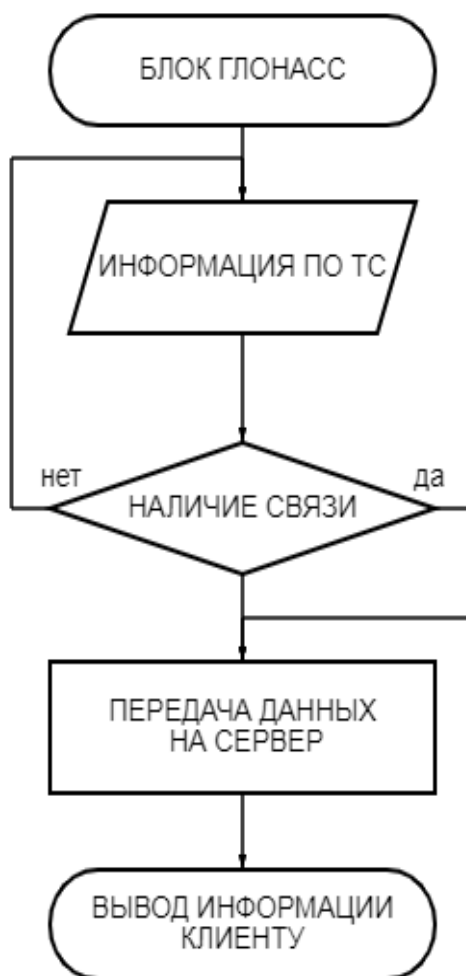 БЛОК ГЛОНАСС
ИНФОРМАЦИЯ ПО ТС
нет
да
НАЛИЧИЕ СВЯЗИ
ПЕРЕДАЧА ДАННЫХ
НА СЕРВЕР
ВЫВОД ИНФОРМАЦИИ
КЛИЕНТУ